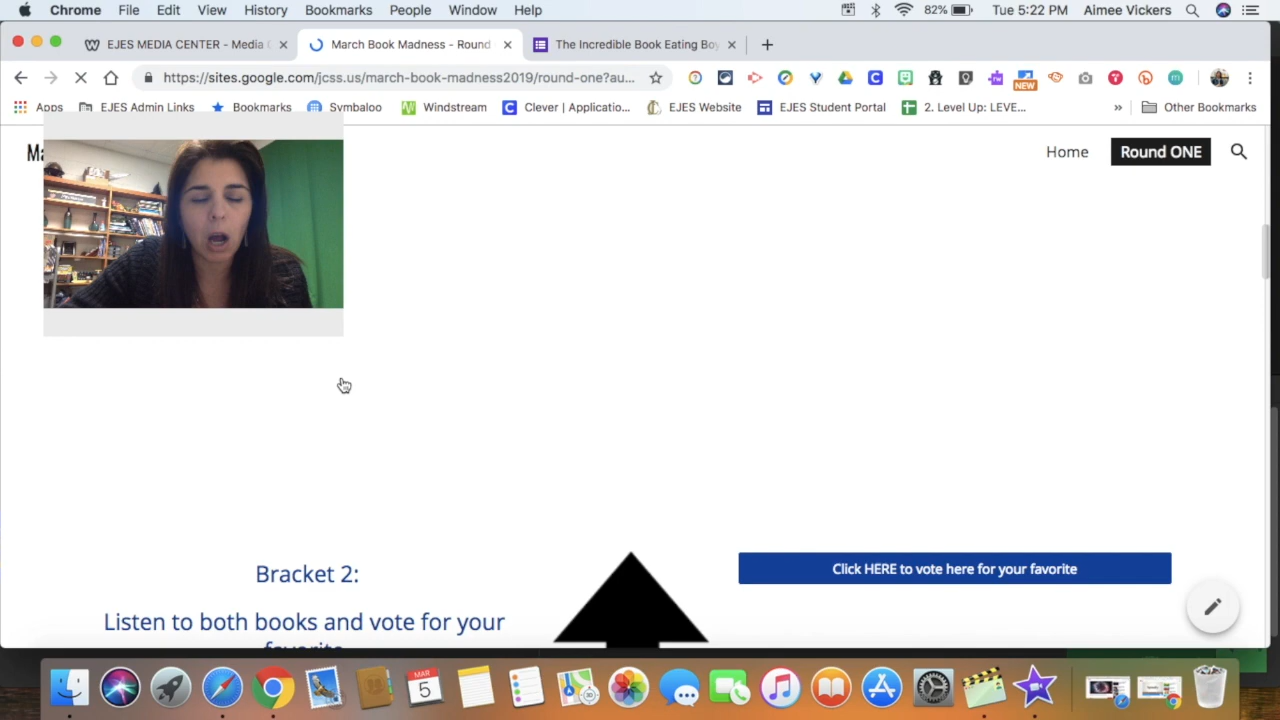 Chrome File Edit View History Bookmarks People Window Help 82% Tue 5:22 PM Aimee Vickers
EJES MEDIA CENTER - Media March Book Madness - Round The Incredible Book Eating Boy
https://sites.google.com/jcss.us/march-book-madness2019/round-one?au...
NEW
Apps EJES Admin Links Bookmarks Symbaloo Windstream Clever | Applicatio... EJES Website EJES Student Portal 2. Level Up: LEVE... » Other Bookmarks
Home Round ONE
Bracket 2:
Click HERE to vote here for your favorite
Listen to both books and vote for your
favorite
MAR
5